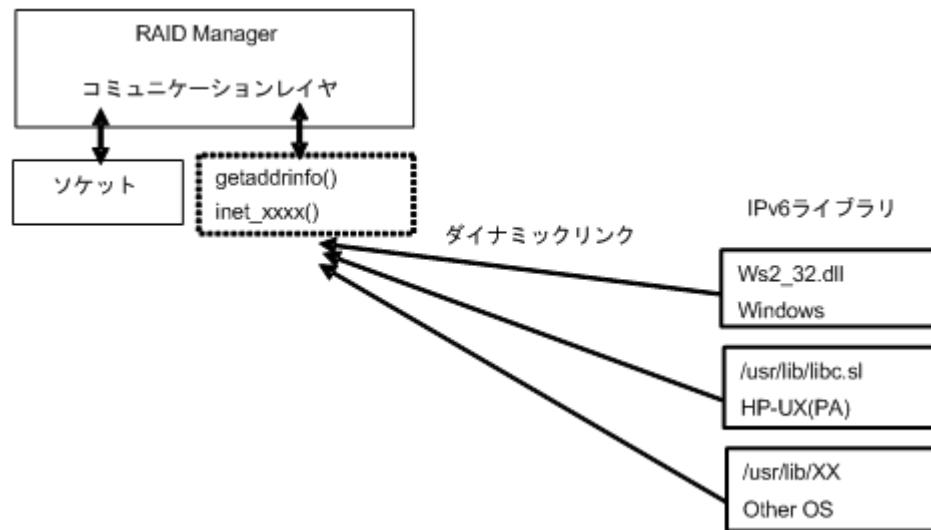 RAID Manager
コミュニケーションレイヤ
ソケット
getaddrinfo()
inet_xxxx()
ダイナミックリンク
IPv6ライブラリ
Ws2_32.dll
Windows
/usr/lib/libc.sl
HP-UX(PA)
/usr/lib/XX
Other OS